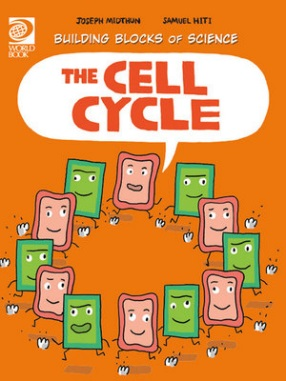 JOSEPH MIDTHUN SAMUEL HITI
BUILDING BLOCKS OF SCIENCE
WORLD
BOOK
THE CELL
CYCLE